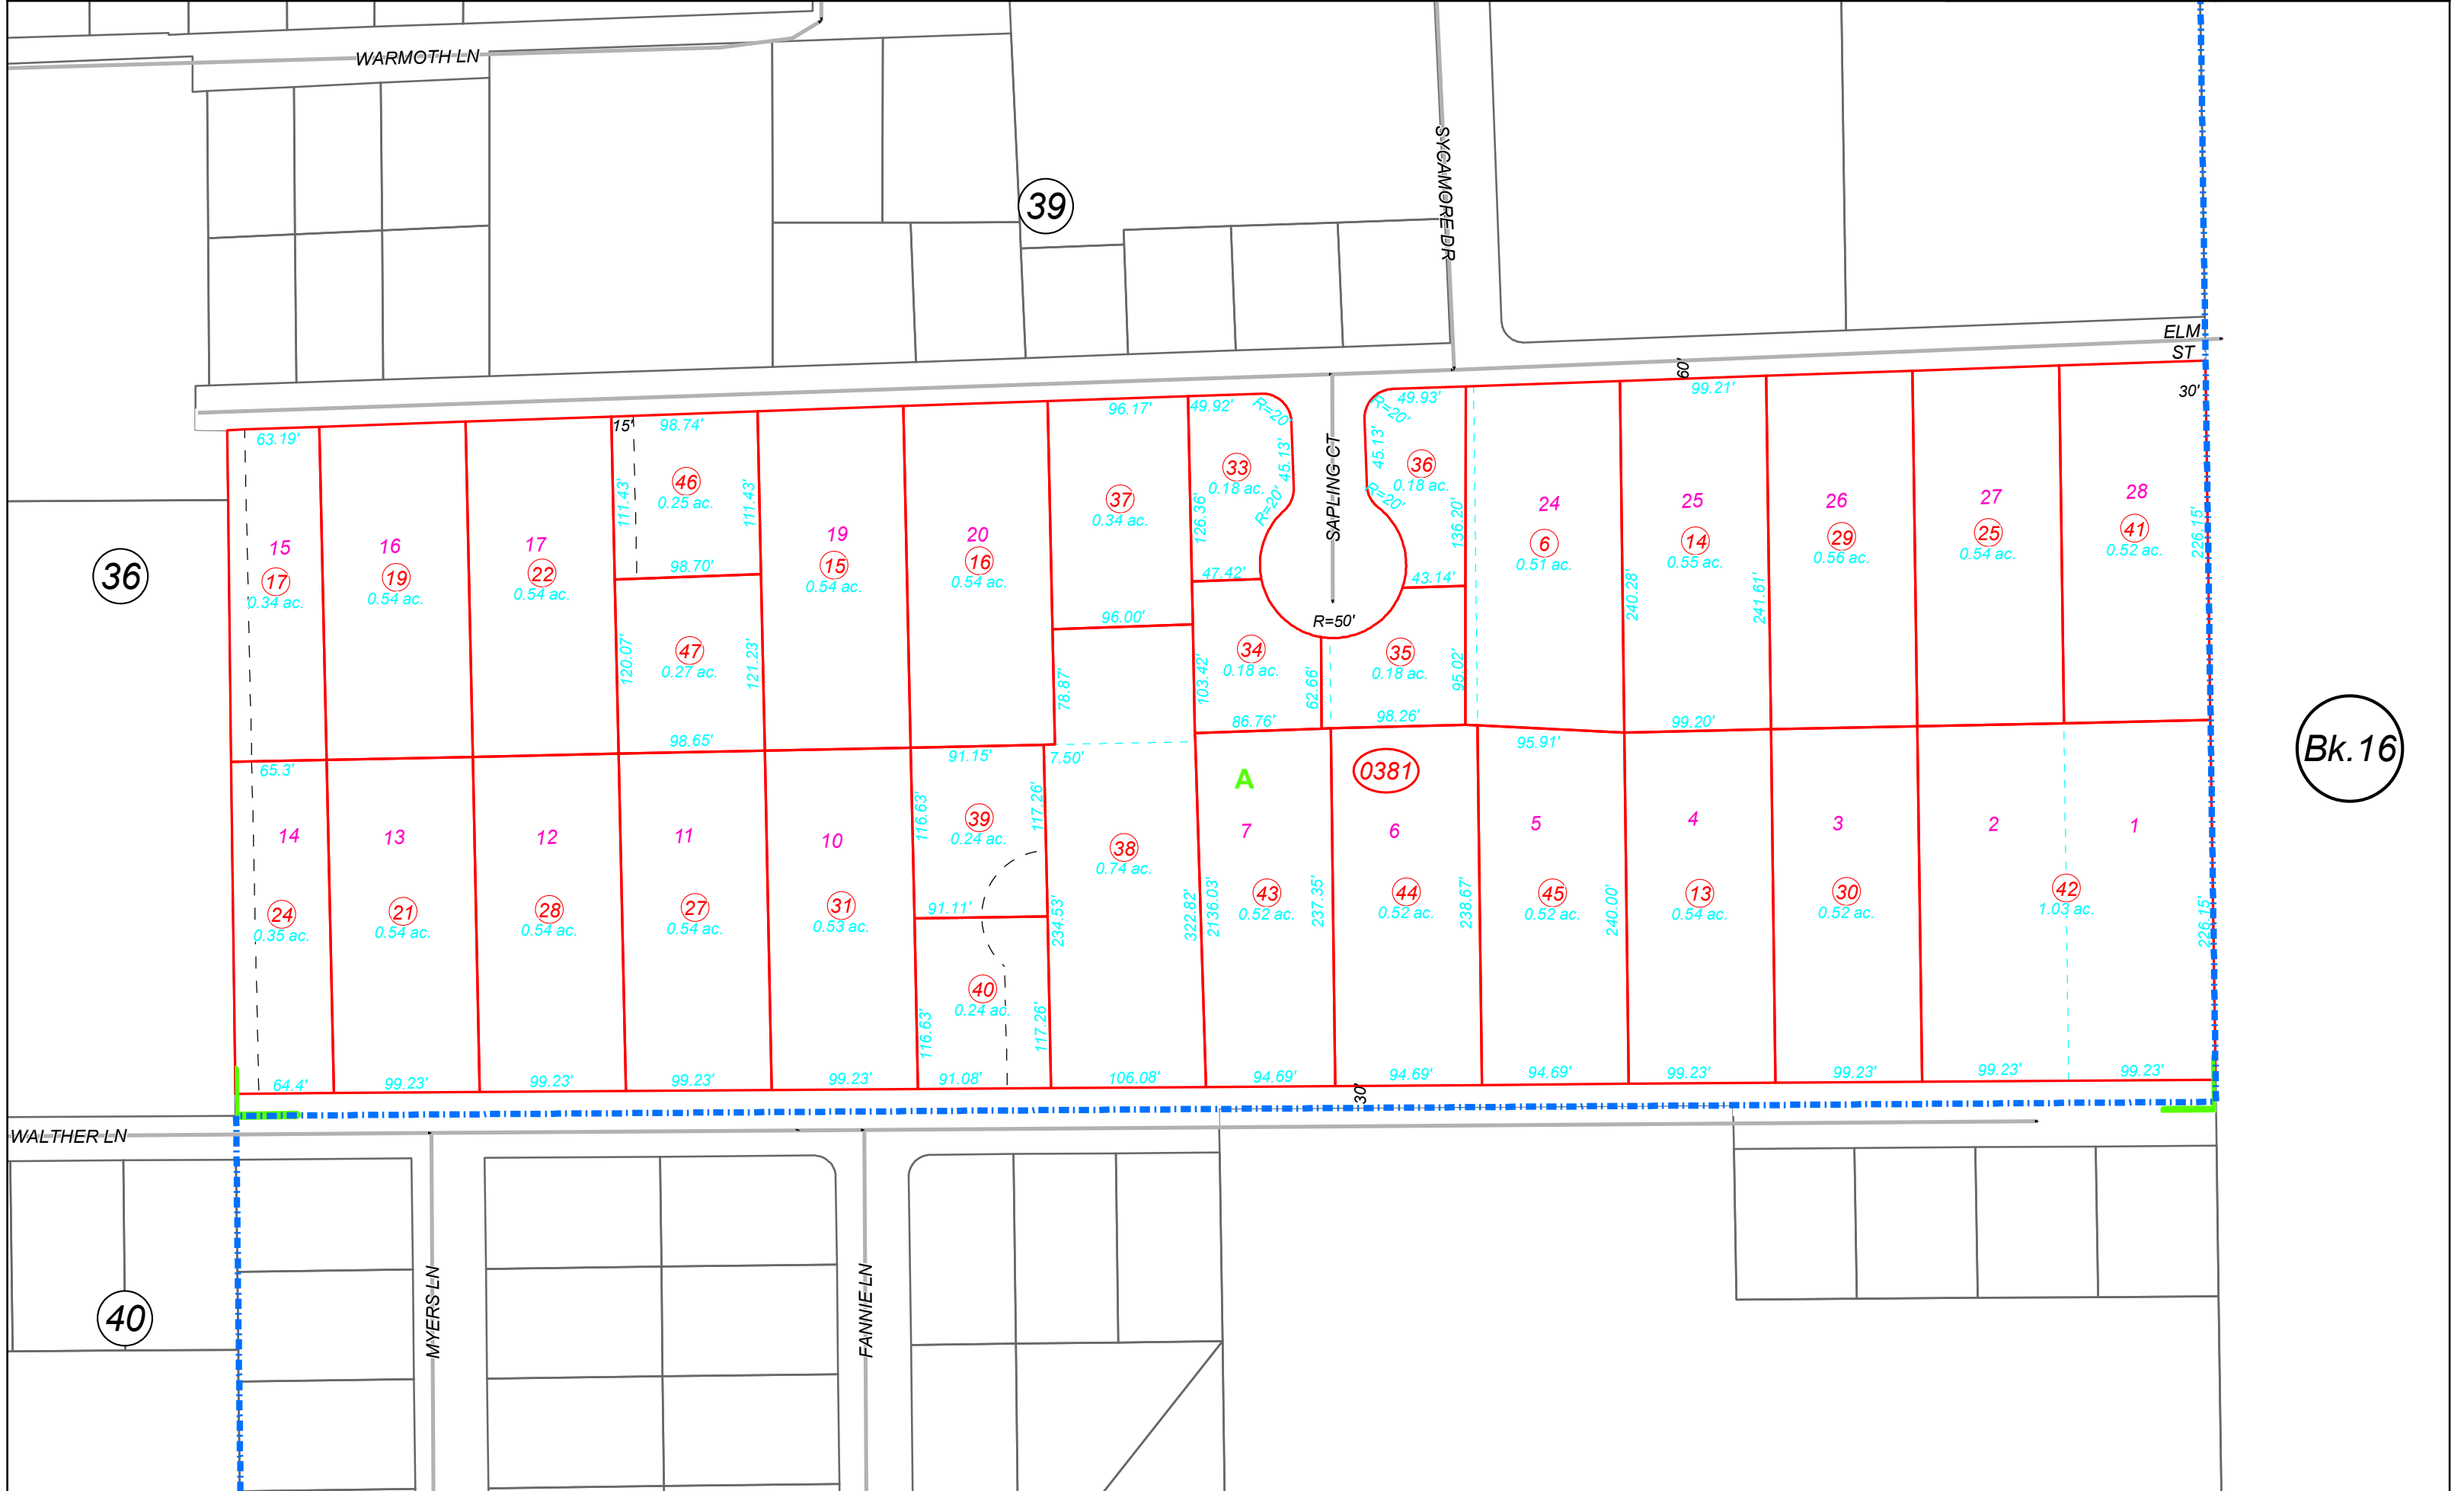 WARMOTH LN
39
SYCAMORE DR
ELM
ST
60'
30'
36
63.19'
15'
98.74'
96.17'
49.92'
R=20'
45.13'
R=20'
SAPLING CT
49.93'
R=20'
45.13'
R=20'
99.21'
15
17
0.34 ac.
16
19
0.54 ac.
17
22
0.54 ac.
111.43'
46
0.25 ac.
111.43'
98.70'
120.07'
47
0.27 ac.
121.23'
98.65'
19
15
0.54 ac.
20
16
0.54 ac.
37
0.34 ac.
96.00'
78.87'
33
0.18 ac.
126.36'
47.42'
34
0.18 ac.
103.42'
86.76'
62.66'
R=50'
36
0.18 ac.
136.20'
43.14'
35
0.18 ac.
95.02'
98.26'
24
6
0.51 ac.
240.28'
25
14
0.55 ac.
241.61'
26
29
0.56 ac.
27
25
0.54 ac.
28
41
0.52 ac.
226.15'
Bk.16
65.3'
91.15'
7.50'
A
0381
95.91'
99.20'
14
24
0.35 ac.
64.4'
13
21
0.54 ac.
99.23'
12
28
0.54 ac.
99.23'
11
27
0.54 ac.
99.23'
10
31
0.53 ac.
99.23'
116.63'
39
0.24 ac.
117.26'
91.11'
116.63'
40
0.24 ac.
117.26'
91.08'
234.53'
38
0.74 ac.
322.82'
106.08'
2136.03'
7
43
0.52 ac.
237.35'
94.69'
6
44
0.52 ac.
238.67'
94.69'
30'
5
45
0.52 ac.
240.00'
94.69'
4
13
0.54 ac.
99.23'
3
30
0.52 ac.
99.23'
2
42
1.03 ac.
99.23'
1
226.15'
99.23'
WALTHER LN
40
MYERS LN
FANNIE LN